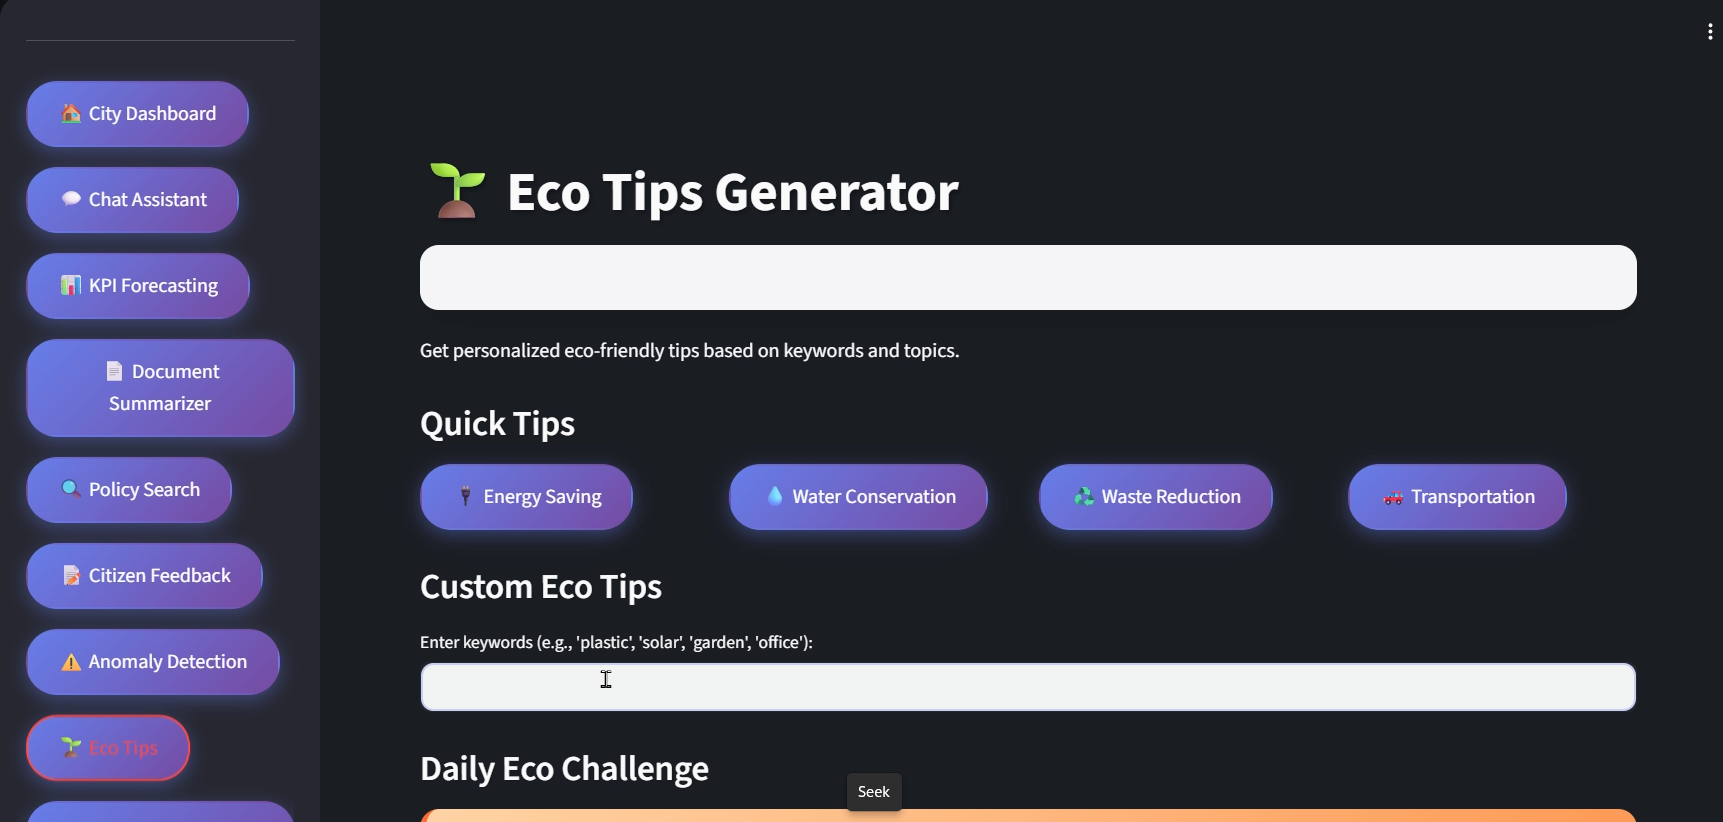 City Dashboard
Chat Assistant
KPI Forecasting
Document
Summarizer
Policy Search
Citizen Feedback
Anomaly Detection
Eco Tips
Eco Tips Generator
Get personalized eco-friendly tips based on keywords and topics.
Quick Tips
Energy Saving
Water Conservation
Waste Reduction
Transportation
Custom Eco Tips
Enter keywords (e.g., 'plastic', 'solar', 'garden', 'office'):
Daily Eco Challenge
Seek